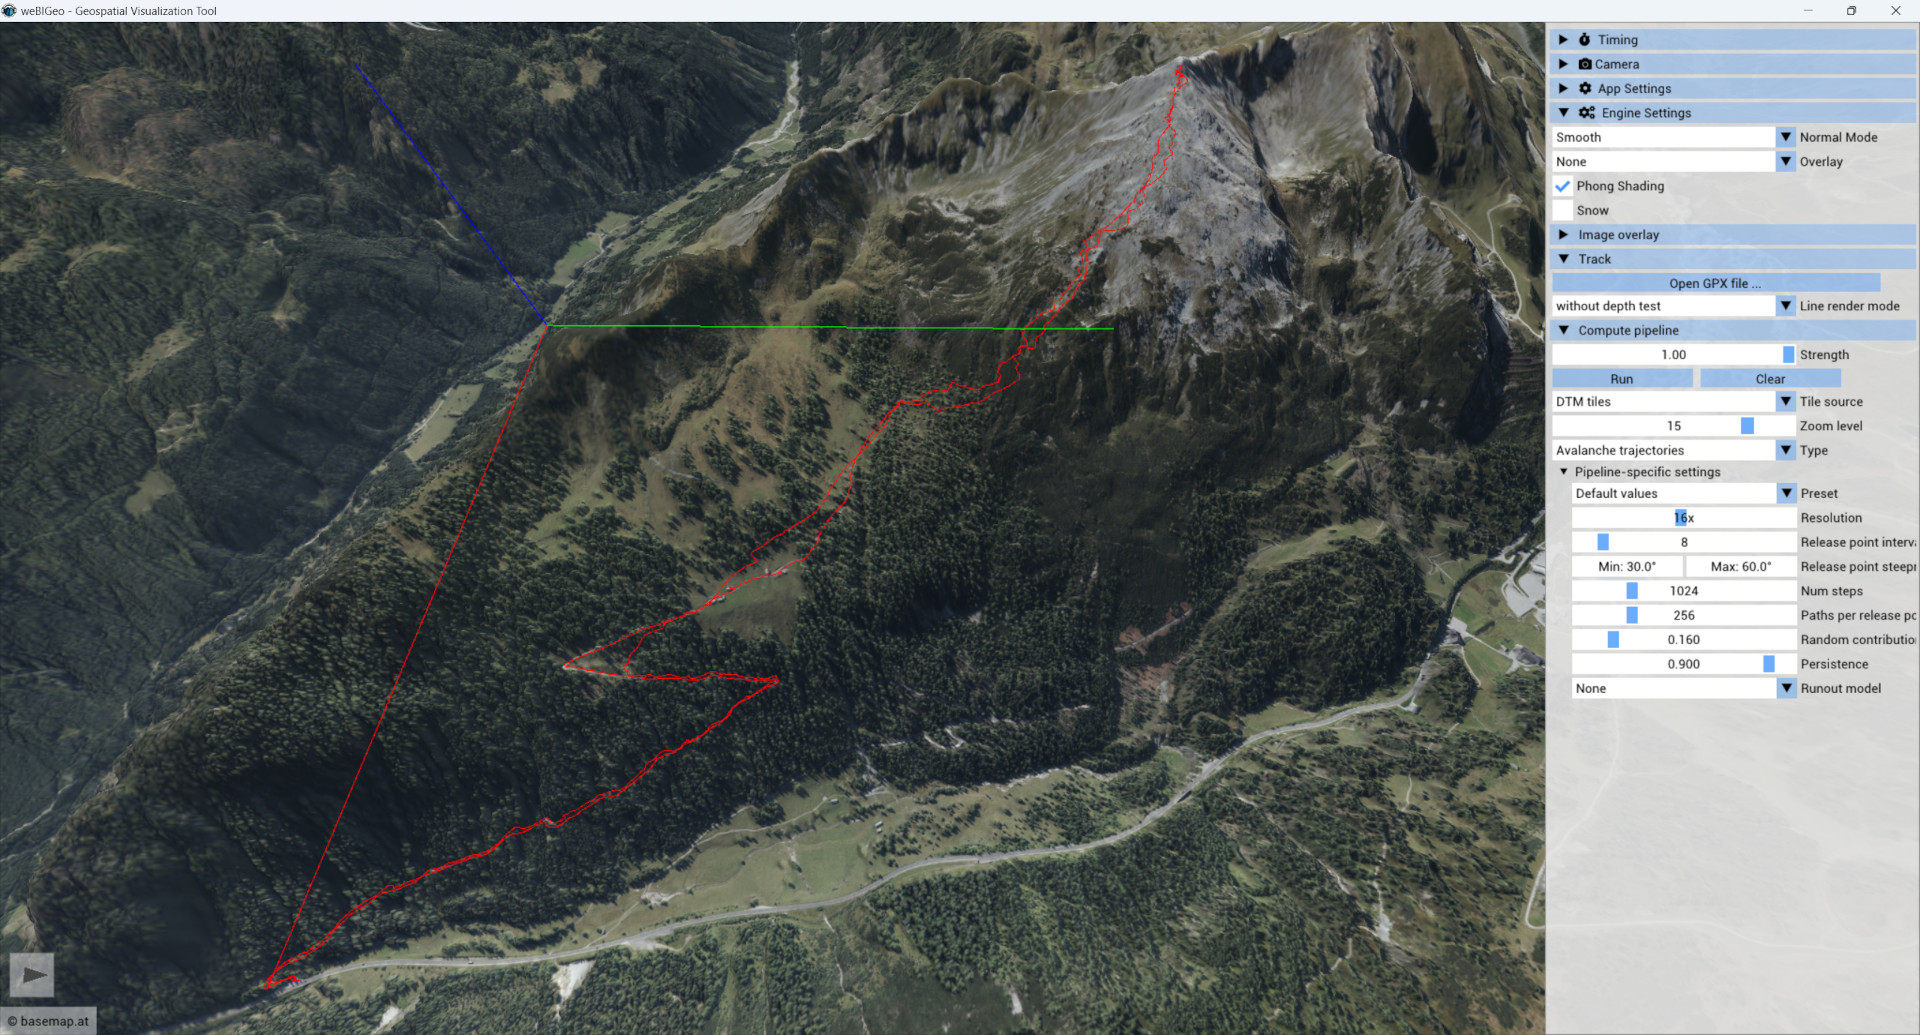 weBIGeo - Geospatial Visualization Tool
Timing
Camera
App Settings
Engine Settings
Smooth Normal Mode
None Overlay
Phong Shading
Snow
Image overlay
Track
Open GPX file ...
without depth test Line render mode
Compute pipeline
1.00 Strength
Run Clear
DTM tiles Tile source
15 Zoom level
Avalanche trajectories Type
Pipeline-specific settings
Default values Preset
16x Resolution
8 Release point interv
Min: 30.0° Max: 60.0° Release point steep
1024 Num steps
256 Paths per release po
0.160 Random contributio
0.900 Persistence
None Runout model
© basemap.at